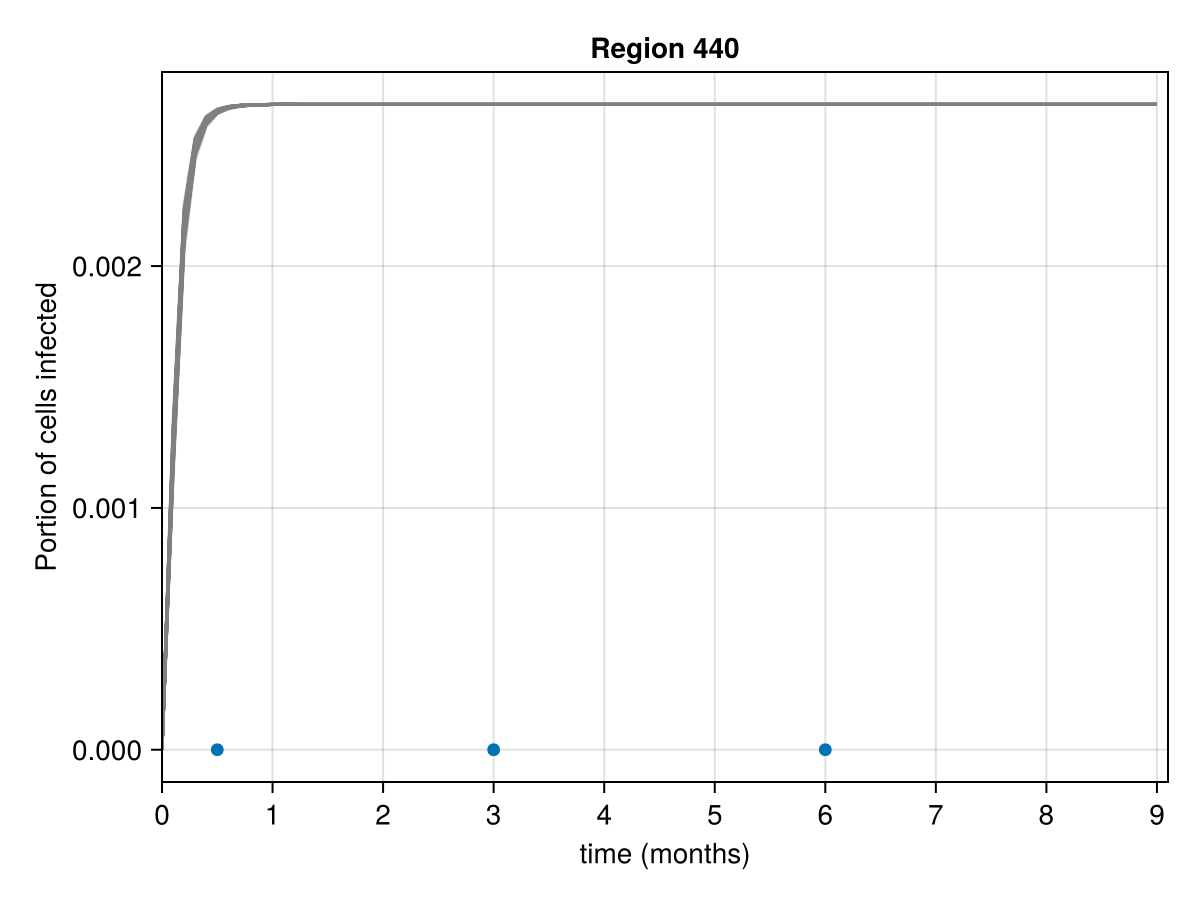 Region 440
Portion of cells infected
0.002
0.001
0.000
0 1 2 3 4 5 6 7 8 9
time (months)